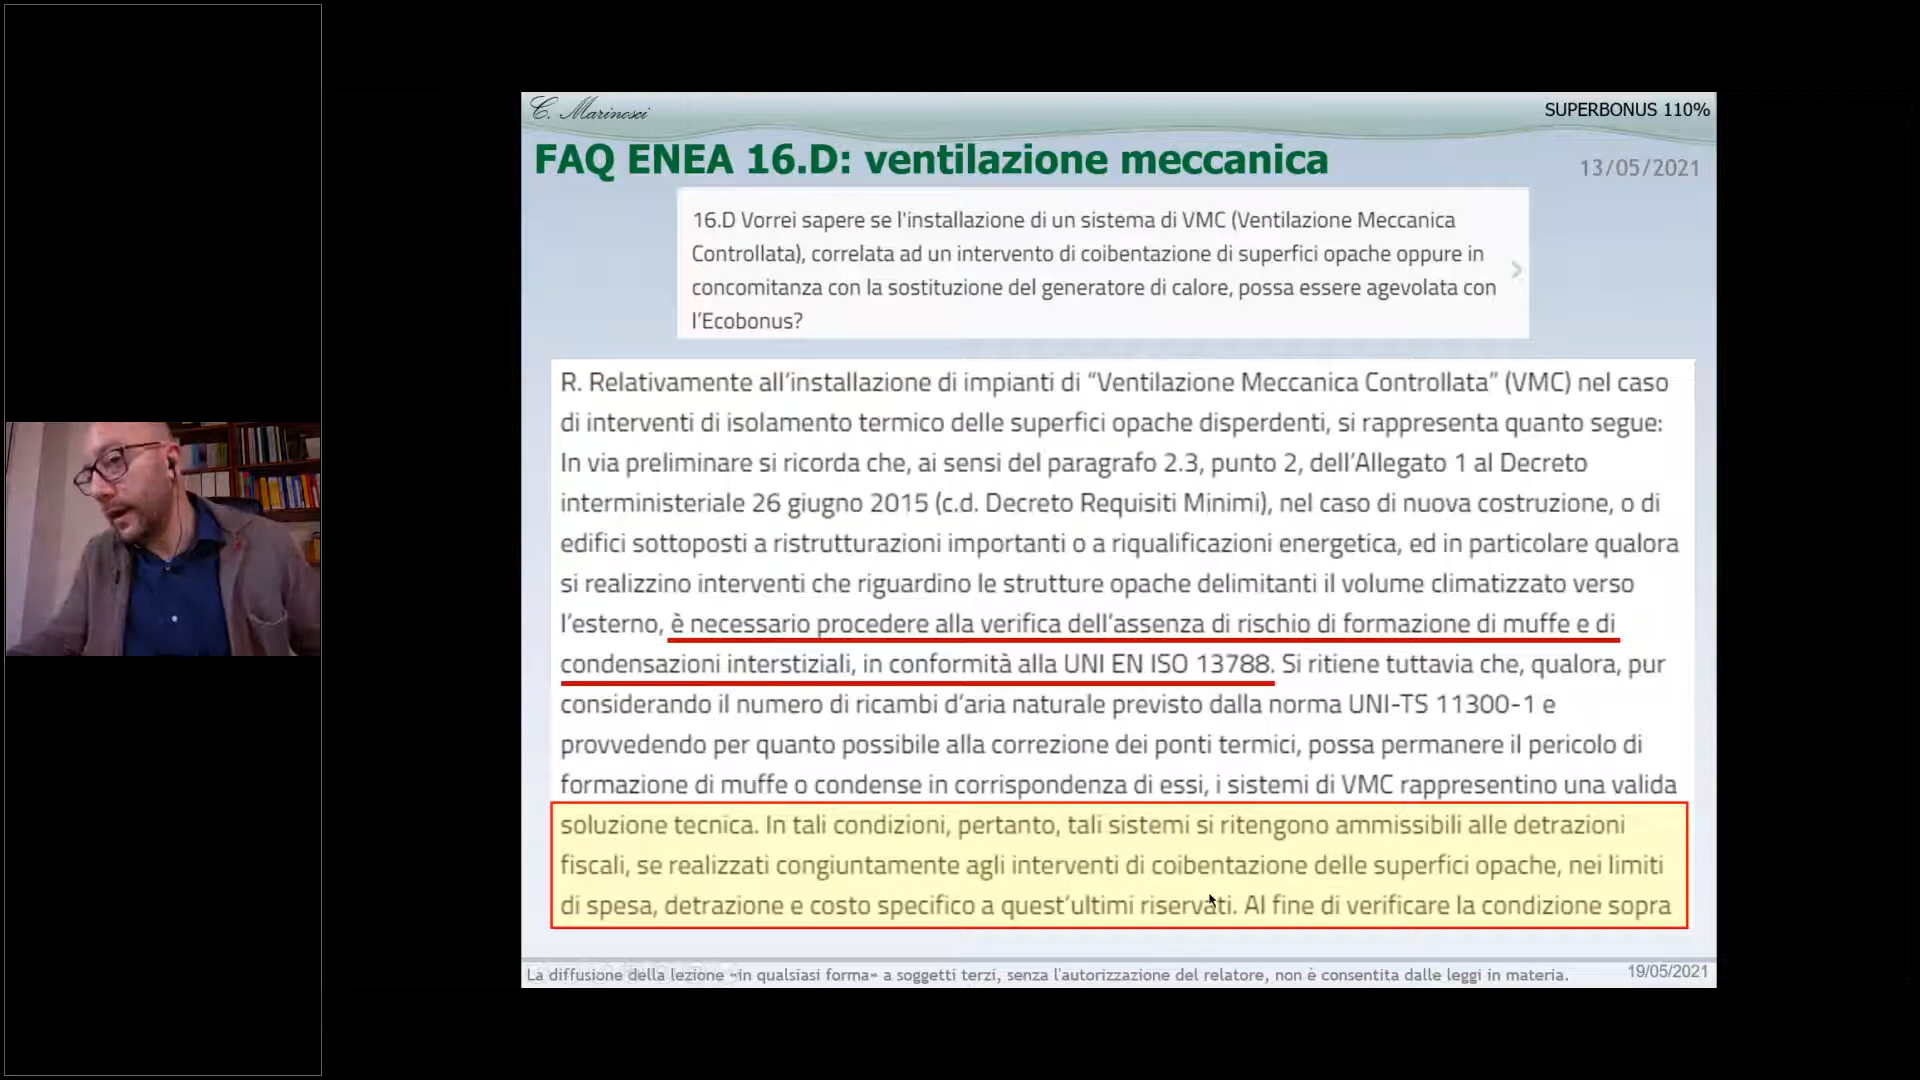 C. Marinosci
SUPERBONUS 110%
FAQ ENEA 16.D: ventilazione meccanica
13/05/2021
16.D Vorrei sapere se l'installazione di un sistema di VMC (Ventilazione Meccanica
Controllata), correlata ad un intervento di coibentazione di superfici opache oppure in
concomitanza con la sostituzione del generatore di calore, possa essere agevolata con
l'Ecobonus?
R. Relativamente all'installazione di impianti di “Ventilazione Meccanica Controllata” (VMC) nel caso
di interventi di isolamento termico delle superfici opache disperdenti, si rappresenta quanto segue:
In via preliminare si ricorda che, ai sensi del paragrafo 2.3, punto 2, dell'Allegato 1 al Decreto
interministeriale 26 giugno 2015 (c.d. Decreto Requisiti Minimi), nel caso di nuova costruzione, o di
edifici sottoposti a ristrutturazioni importanti o a riqualificazioni energetica, ed in particolare qualora
si realizzino interventi che riguardino le strutture opache delimitanti il volume climatizzato verso
l'esterno, è necessario procedere alla verifica dell'assenza di rischio di formazione di muffe e di
condensazioni interstiziali, in conformità alla UNI EN ISO 13788. Si ritiene tuttavia che, qualora, pur
considerando il numero di ricambi d'aria naturale previsto dalla norma UNI-TS 11300-1 e
provvedendo per quanto possibile alla correzione dei ponti termici, possa permanere il pericolo di
formazione di muffe o condense in corrispondenza di essi, i sistemi di VMC rappresentino una valida
soluzione tecnica. In tali condizioni, pertanto, tali sistemi si ritengono ammissibili alle detrazioni
fiscali, se realizzati congiuntamente agli interventi di coibentazione delle superfici opache, nei limiti
di spesa, detrazione e costo specifico a quest'ultimi riservati. Al fine di verificare la condizione sopra
La diffusione della lezione «in qualsiasi forma» a soggetti terzi, senza l'autorizzazione del relatore, non è consentita dalle leggi in materia.
19/05/2021